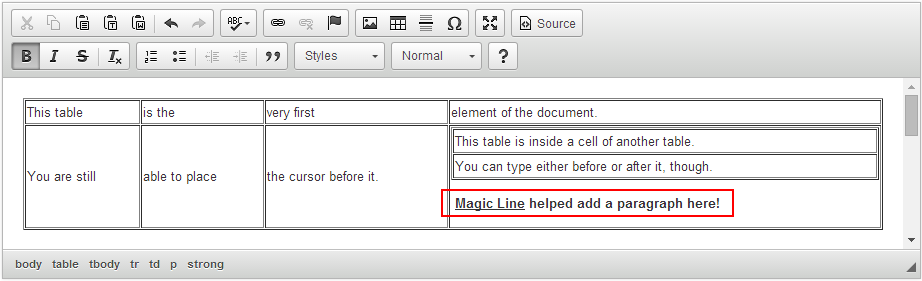 ABC Ω Source
B I S Tx Styles Normal ?
This table is the very first element of the document.
This table is inside a cell of another table.
You are still able to place the cursor before it. You can type either before or after it, though.
Magic Line helped add a paragraph here!
body table tbody tr td p strong